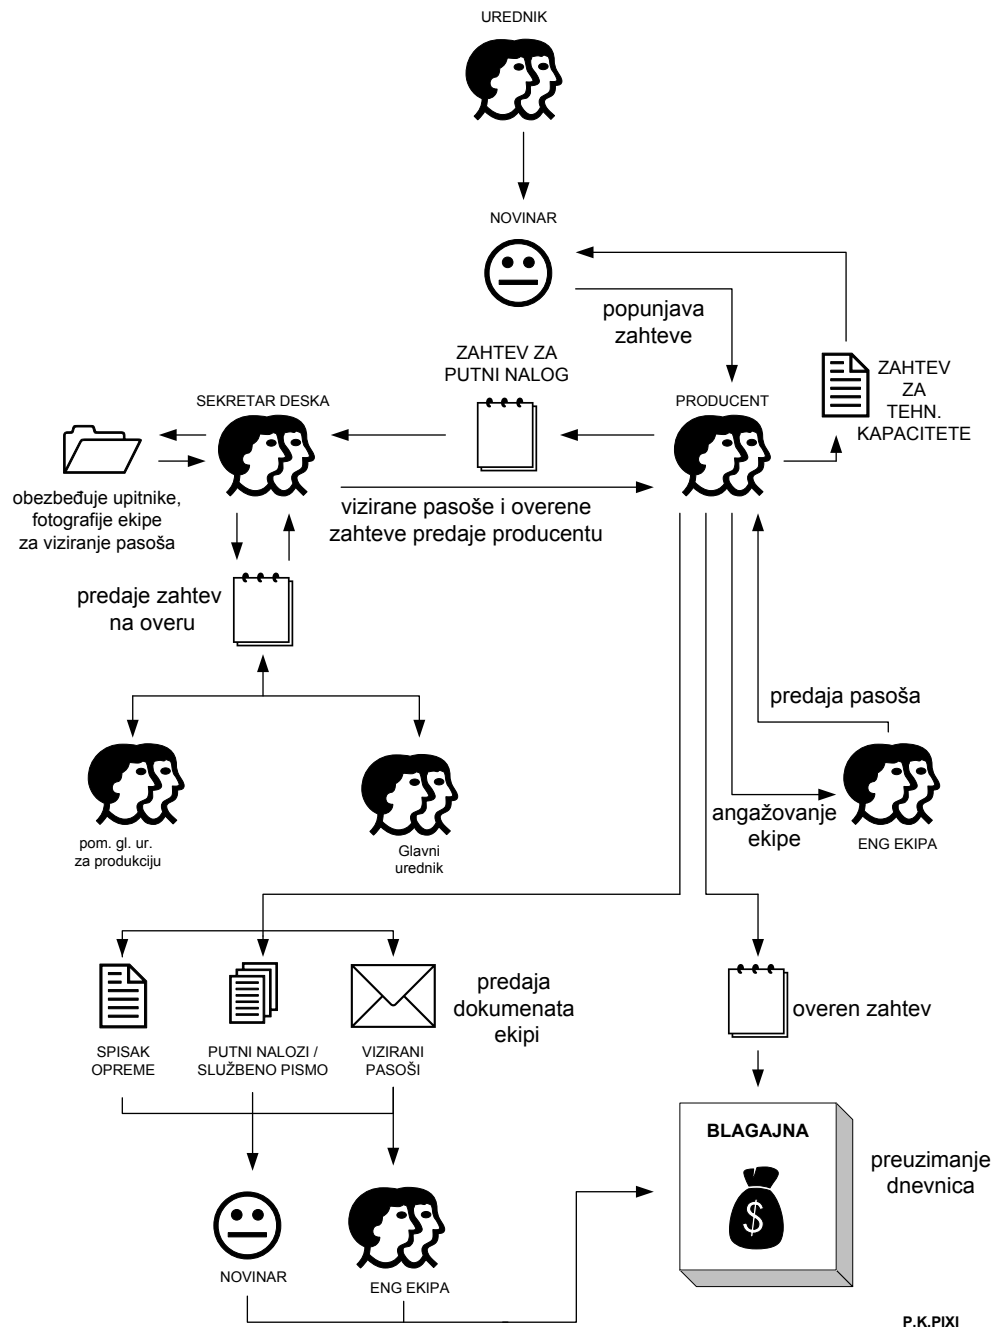 UREDNIK
NOVINAR
popunjava
zahteve
ZAHTEV ZA
PUTNI NALOG
ZAHTEV
ZA
TEHN.
KAPACITETE
SEKRETAR DESKA
PRODUCENT
obezbeđuje upitnike,
fotografije ekipe
za viziranje pasoša
vizirane pasoše i overene
zahteve predaje producentu
predaje zahtev
na overu
predaja pasoša
angažovanje
ekipe
ENG EKIPA
pom. gl. ur.
za produkciju
Glavni
urednik
predaja
dokumenata
ekipi
overen zahtev
SPISAK
OPREME
PUTNI NALOZI /
SLUŽBENO PISMO
VIZIRANI
PASOŠI
BLAGAJNA
$
preuzimanje
dnevnica
NOVINAR
ENG EKIPA
P.K.PIXI